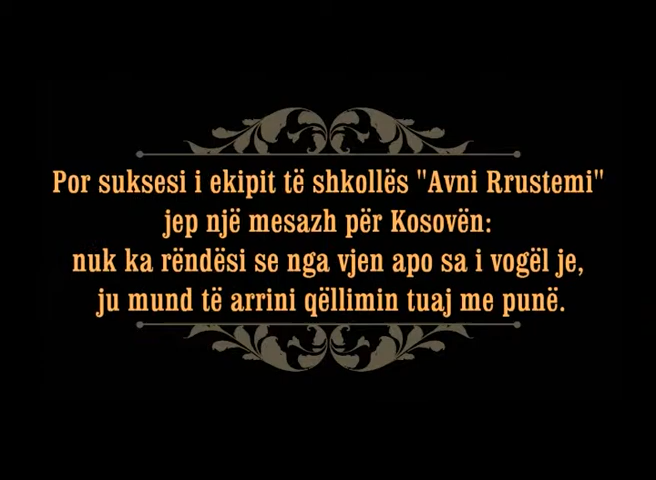 Por suksesi i ekipit të shkollës "Avni Rrustemi"
jep një mesazh për Kosovën:
nuk ka rëndësi se nga vjen apo sa i vogël je,
ju mund të arrini qëllimin tuaj me punë.